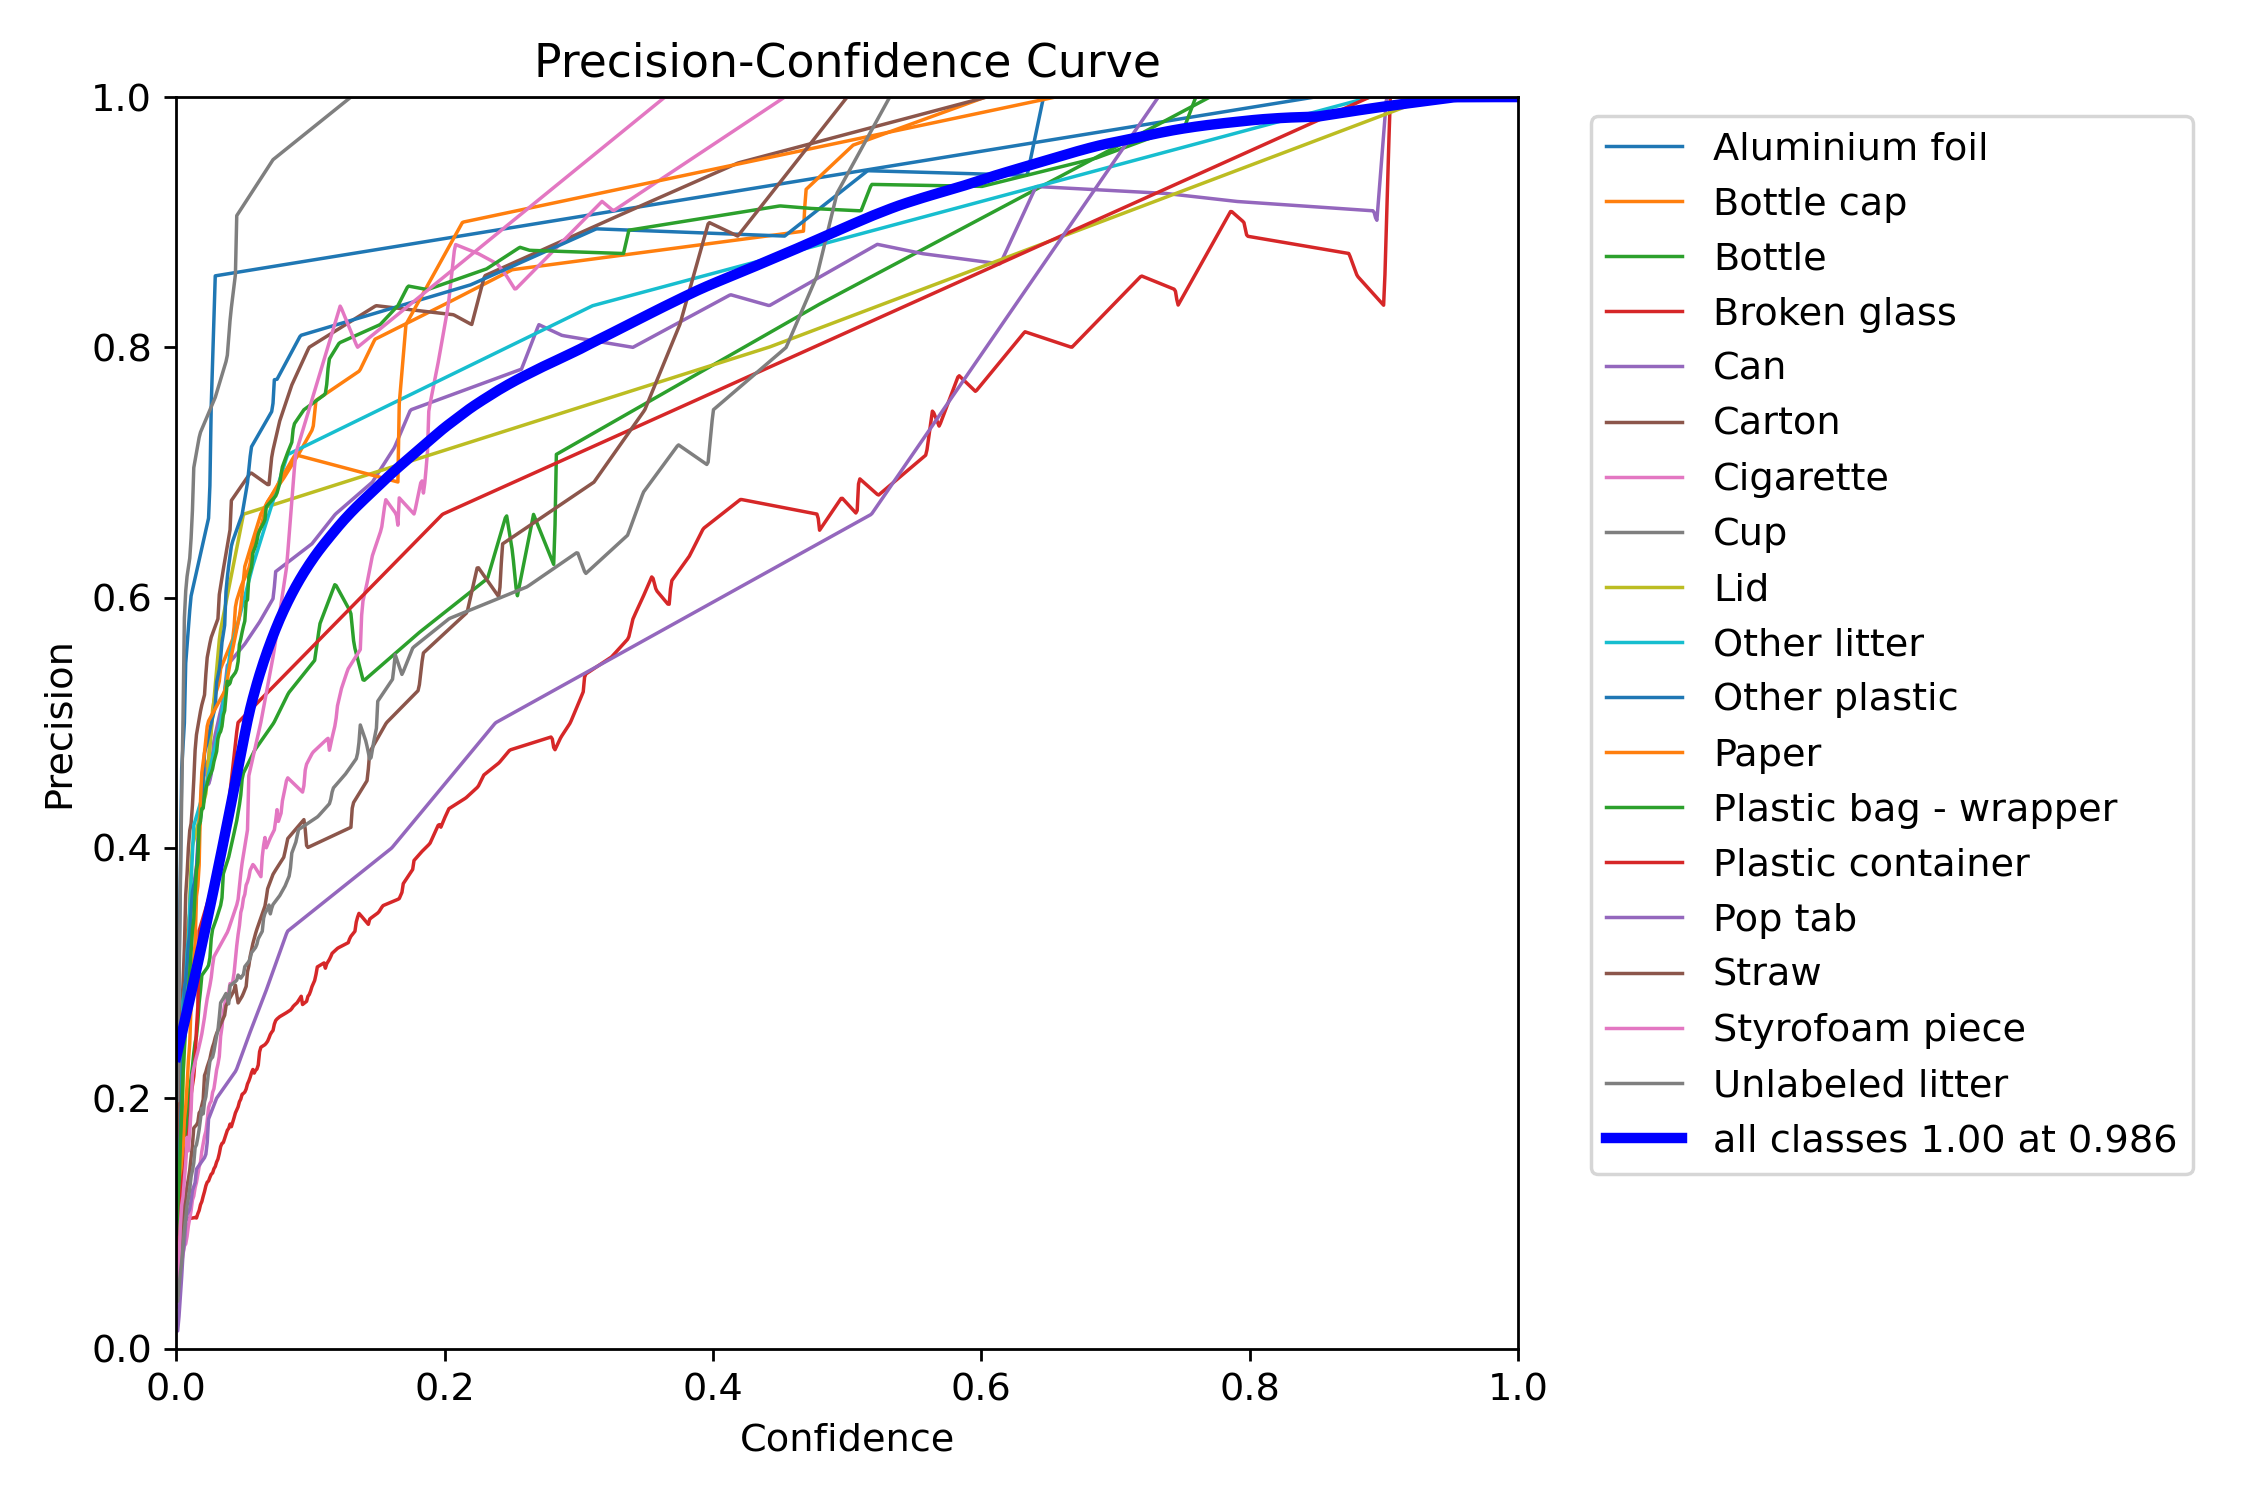 Precision-Confidence Curve
1.0
0.8
0.6
0.4
0.2
0.0
Precision
0.0 0.2 0.4 0.6 0.8 1.0
Confidence
Aluminium foil
Bottle cap
Bottle
Broken glass
Can
Carton
Cigarette
Cup
Lid
Other litter
Other plastic
Paper
Plastic bag - wrapper
Plastic container
Pop tab
Straw
Styrofoam piece
Unlabeled litter
all classes 1.00 at 0.986